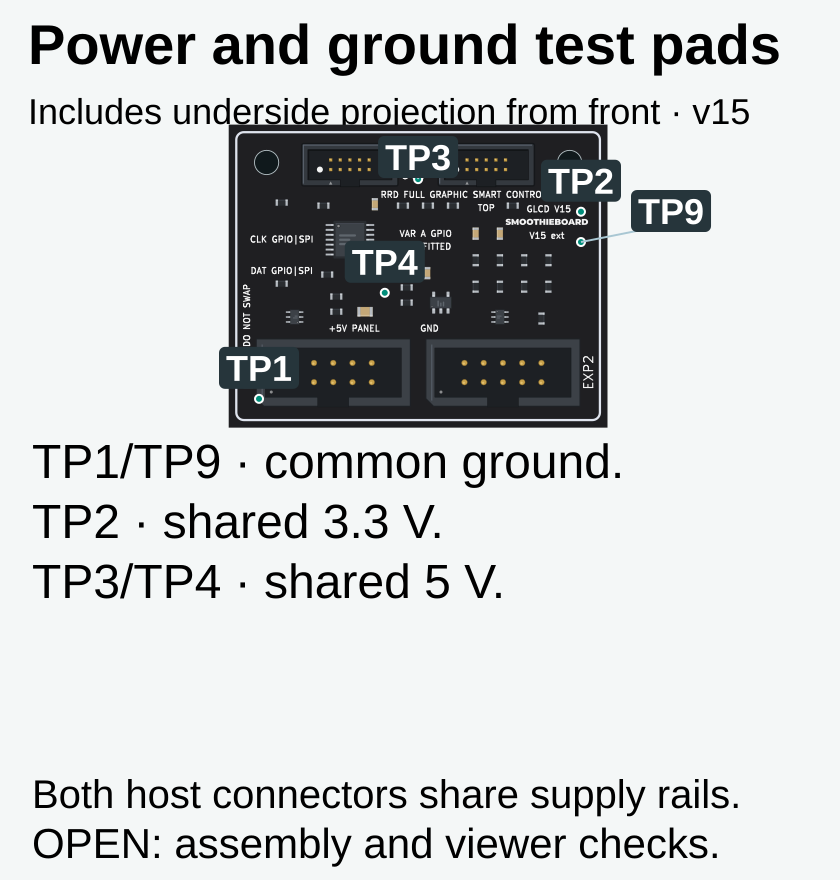 Power and ground test pads
Includes underside projection from front · v15
TP3
TP2
RRD FULL GRAPHIC SMART
TOP
GLCD V15
TP9
SMOOTHIEBOARD
V15 ext
CLK GPIO|SPI
VAR A GPIO
TP4
DAT GPIO|SPI
DO NOT SWAP
+5V PANEL
GND
TP1
EXP2
TP1/TP9 · common ground.
TP2 · shared 3.3 V.
TP3/TP4 · shared 5 V.
Both host connectors share supply rails.
OPEN: assembly and viewer checks.